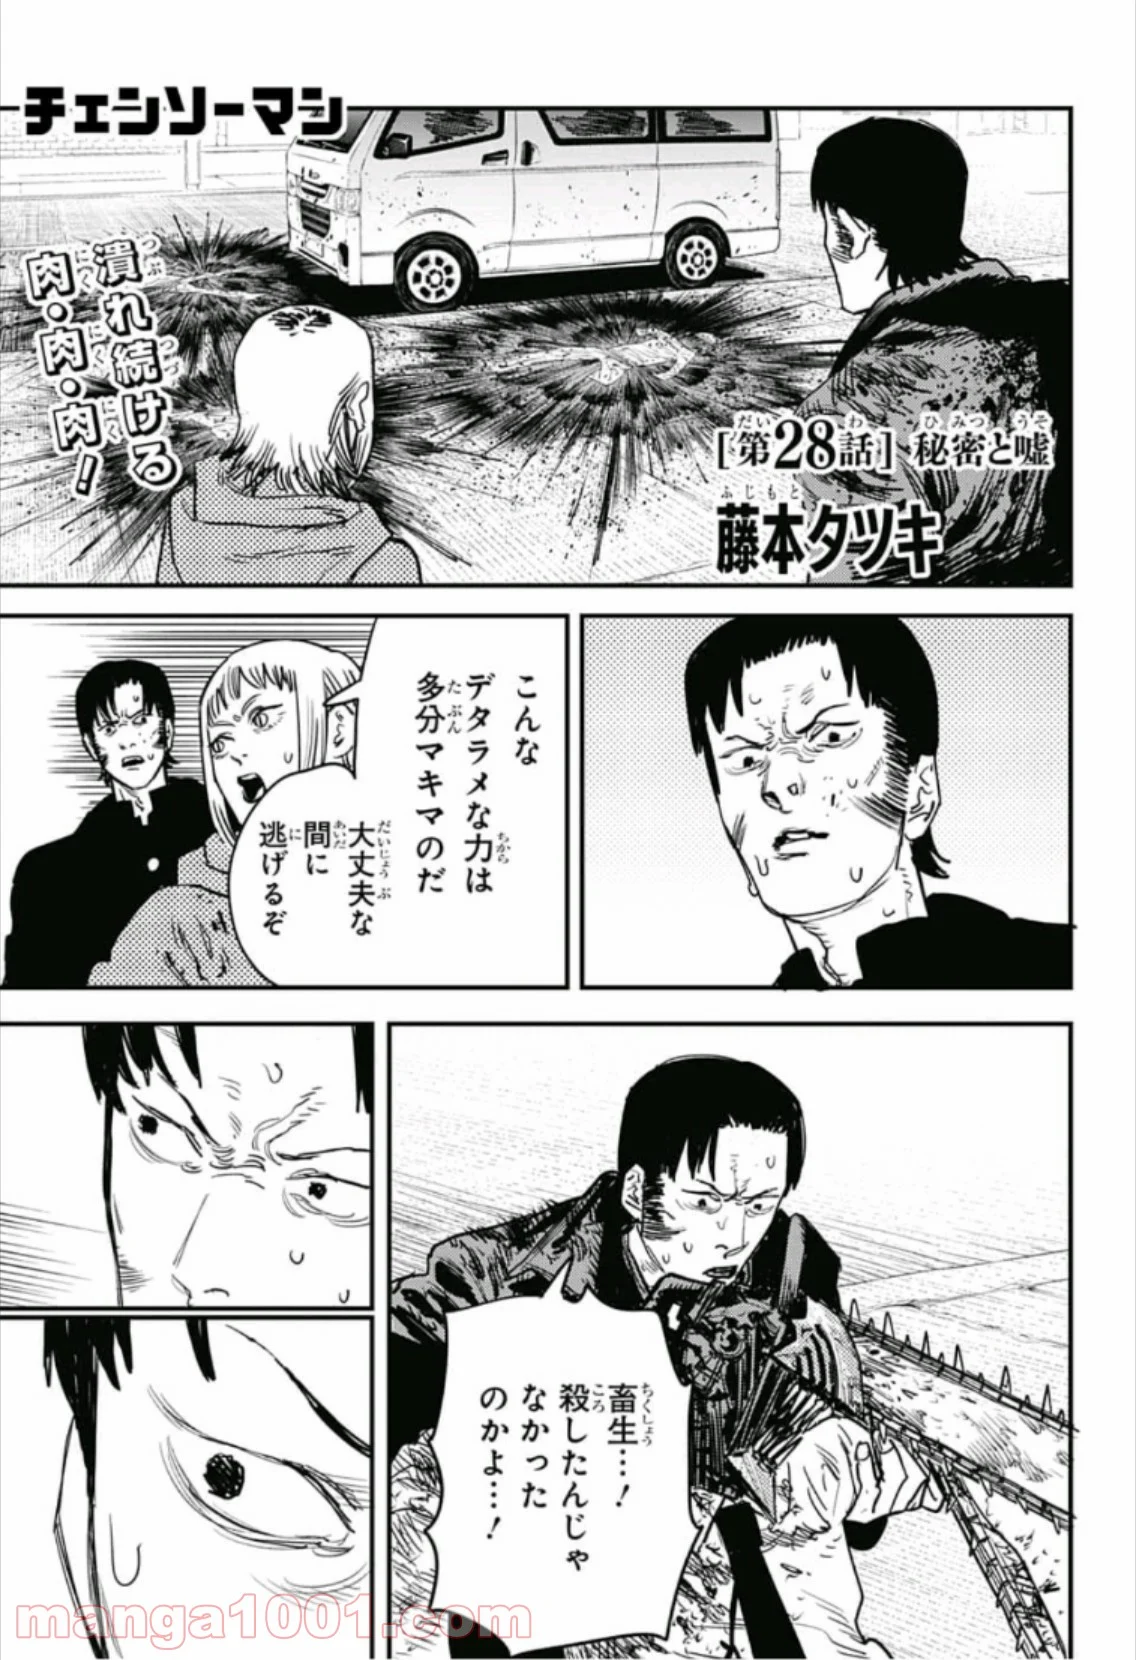 チェンソーマン
潰れ続ける
肉・肉・肉！
[第28話] 秘密と嘘
藤本タツキ
こんな
デタラメな力は
多分マキマのだ
大丈夫な
間に
逃げるぞ
畜生…！
殺したんじゃ
なかった
のかよ…！
manga1001.com